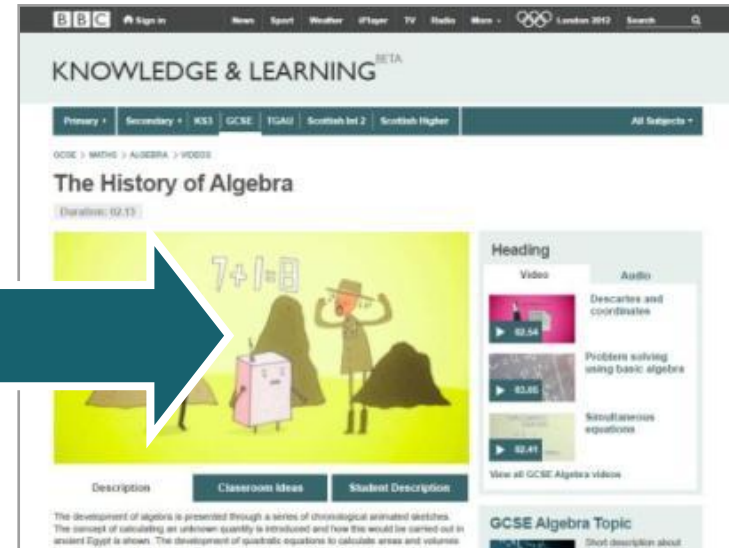 BBC Sign in News Sport Weather iPlayer TV Radio More London 2012 Search
KNOWLEDGE & LEARNING BETA
Primary Secondary KS3 GCSE TGAU Scottish Int 2 Scottish Higher All Subjects
GCSE > MATHS > ALGEBRA > VIDEOS
The History of Algebra
Duration: 02.13
7+1=8
Description Classroom Ideas Student Description
The development of algebra is presented through a series of chronological animated sketches.
The concept of calculating an unknown quantity is introduced and how this would be carried out in
ancient Egypt is shown. The development of quadratic equations to calculate areas and volumes
Heading
Video Audio
Descartes and
coordinates
02.54
Problem solving
using basic algebra
03.05
Simultaneous
equations
02.41
View all GCSE Algebra videos
GCSE Algebra Topic
Short description about